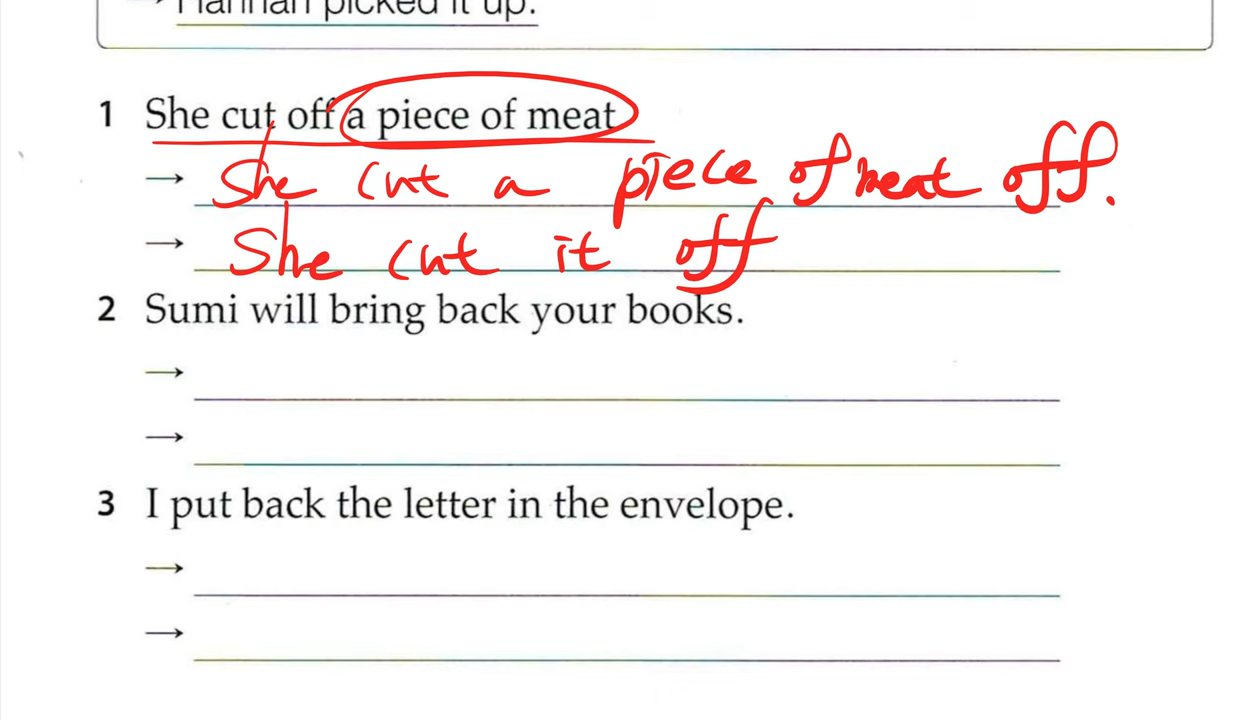 Hannah picked it up.
1 She cut off a piece of meat
→ She cut a piece of meat off.
→ She cut it off
2 Sumi will bring back your books.
→
→
3 I put back the letter in the envelope.
→
→